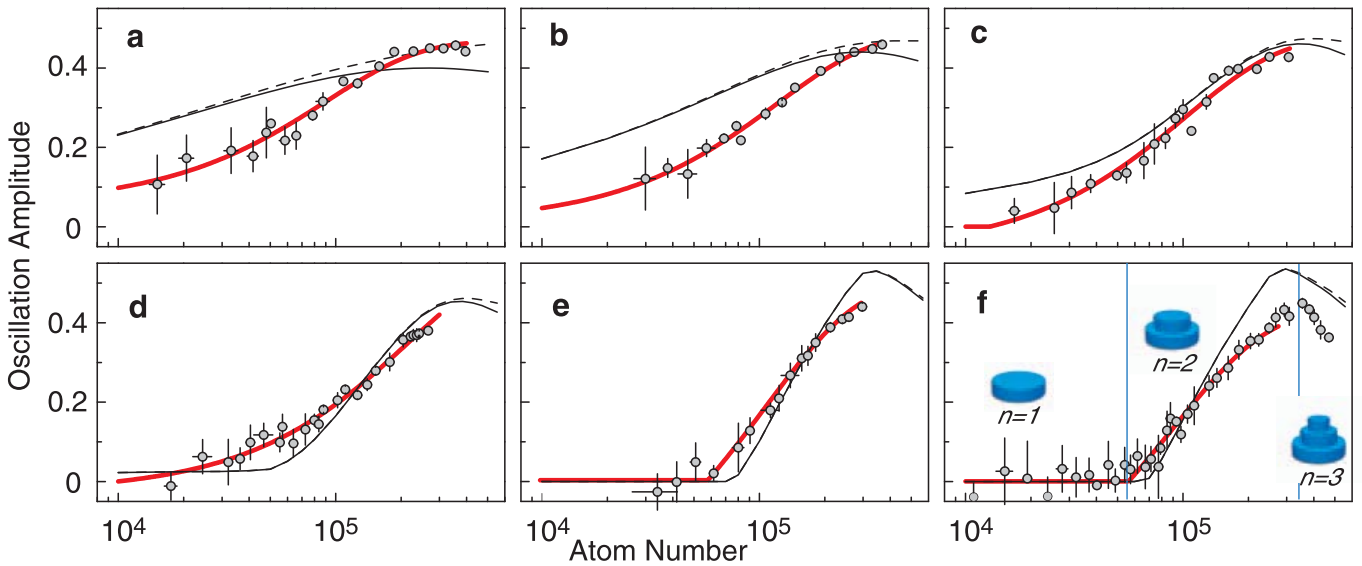 a
b
c
0.4
0.2
0
d
e
f
0.4
0.2
0
n=1
n=2
n=3
10⁴
10⁵
10⁴
10⁵
10⁴
10⁵
Oscillation Amplitude
Atom Number